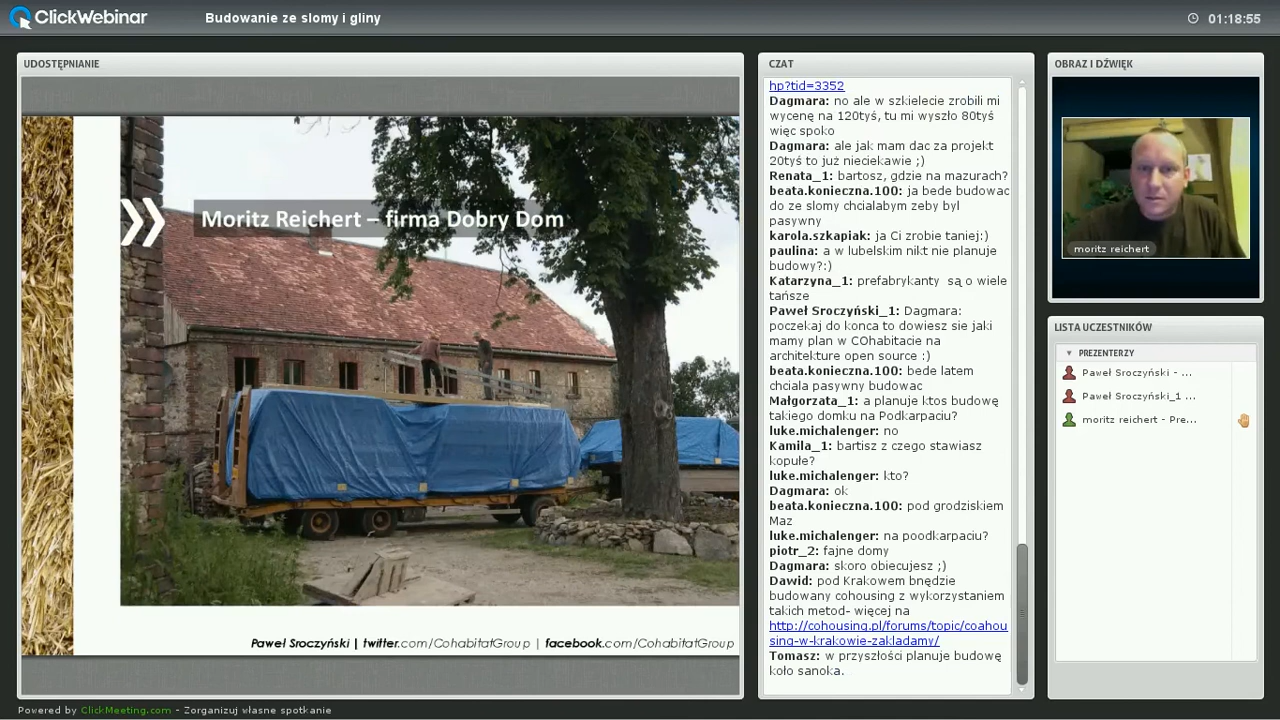 ClickWebinar
Budowanie ze slomy i gliny
01:18:55
UDOSTĘPNIANIE
Moritz Reichert – firma Dobry Dom
Paweł Sroczyński | twitter.com/CohabitatGroup | facebook.com/CohabitatGroup
CZAT
hp?tid=3352
Dagmara: no ale w szkielecie zrobili mi
wycenę na 120tyś, tu mi wyszło 80tyś
więc spoko
Dagmara: ale jak mam dac za projekt
20tyś to już nieciekawie ;)
Renata_1: bartosz, gdzie na mazurach?
beata.konieczna.100: ja bede budowac
do ze slomy chcialabym zeby byl
pasywny
karola.szkapiak: ja Ci zrobie taniej:)
paulina: a w lubelskim nikt nie planuje
budowy?:)
Katarzyna_1: prefabrykanty są o wiele
tańsze
Paweł Sroczyński_1: Dagmara:
poczekaj do konca to dowiesz sie jaki
mamy plan w COhabitacie na
architekture open source :)
beata.konieczna.100: bede latem
chciala pasywny budowac
Małgorzata_1: a planuje ktos budowę
takiego domku na Podkarpaciu?
luke.michalenger: no
Kamila_1: bartisz z czego stawiasz
kopułe?
luke.michalenger: kto?
Dagmara: ok
beata.konieczna.100: pod grodziskiem
Maz
luke.michalenger: na poodkarpaciu?
piotr_2: fajne domy
Dagmara: skoro obiecujesz ;)
Dawid: pod Krakowem bnędzie
budowany cohousing z wykorzystaniem
takich metod- więcej na
http://cohousing.pl/forums/topic/coahou
sing-w-krakowie-zakladamy/
Tomasz: w przyszłości planuje budowę
koło sanoka.
OBRAZ I DŹWIĘK
moritz reichert
LISTA UCZESTNIKÓW
PREZENTERZY
Paweł Sroczyński - ...
Paweł Sroczyński_1 ...
moritz reichert - Pre...
Powered by ClickMeeting.com - Zorganizuj własne spotkanie